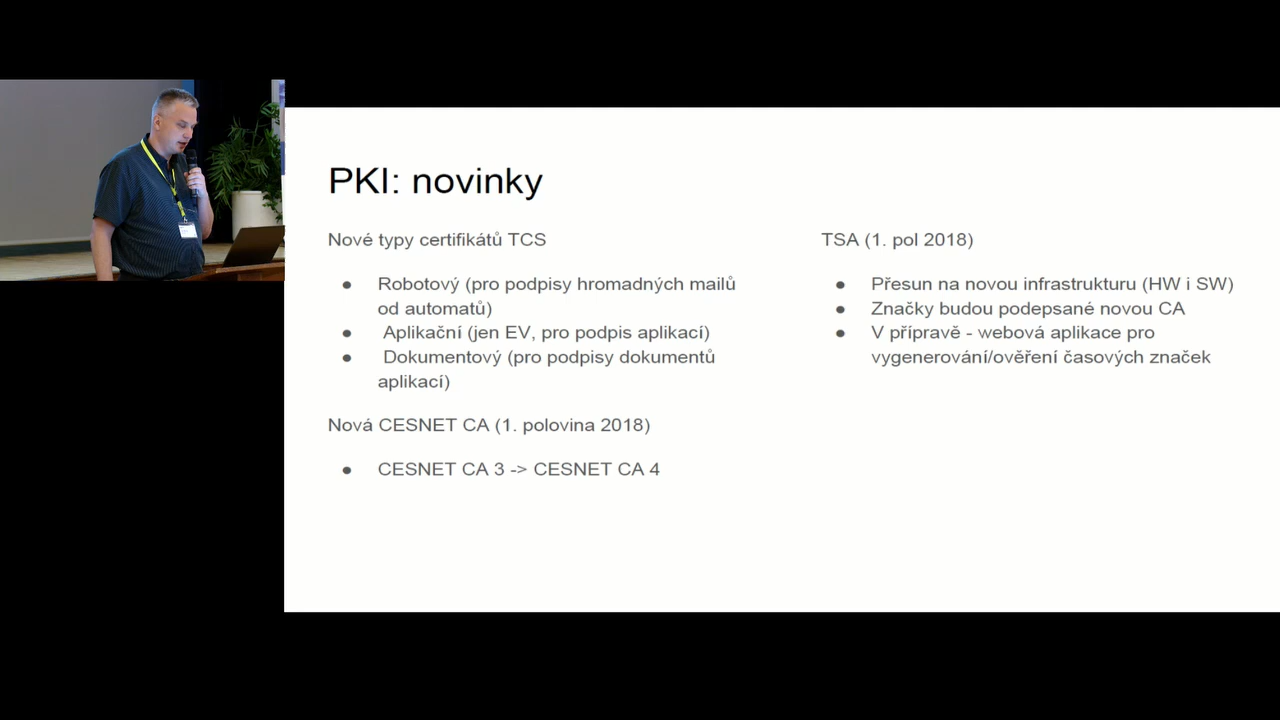 PKI: novinky
Nové typy certifikátů TCS
● Robotový (pro podpisy hromadných mailů
od automatů)
● Aplikační (jen EV, pro podpis aplikací)
● Dokumentový (pro podpisy dokumentů
aplikací)
Nová CESNET CA (1. polovina 2018)
● CESNET CA 3 -> CESNET CA 4
TSA (1. pol 2018)
● Přesun na novou infrastrukturu (HW i SW)
● Značky budou podepsané novou CA
● V přípravě - webová aplikace pro
vygenerování/ověření časových značek